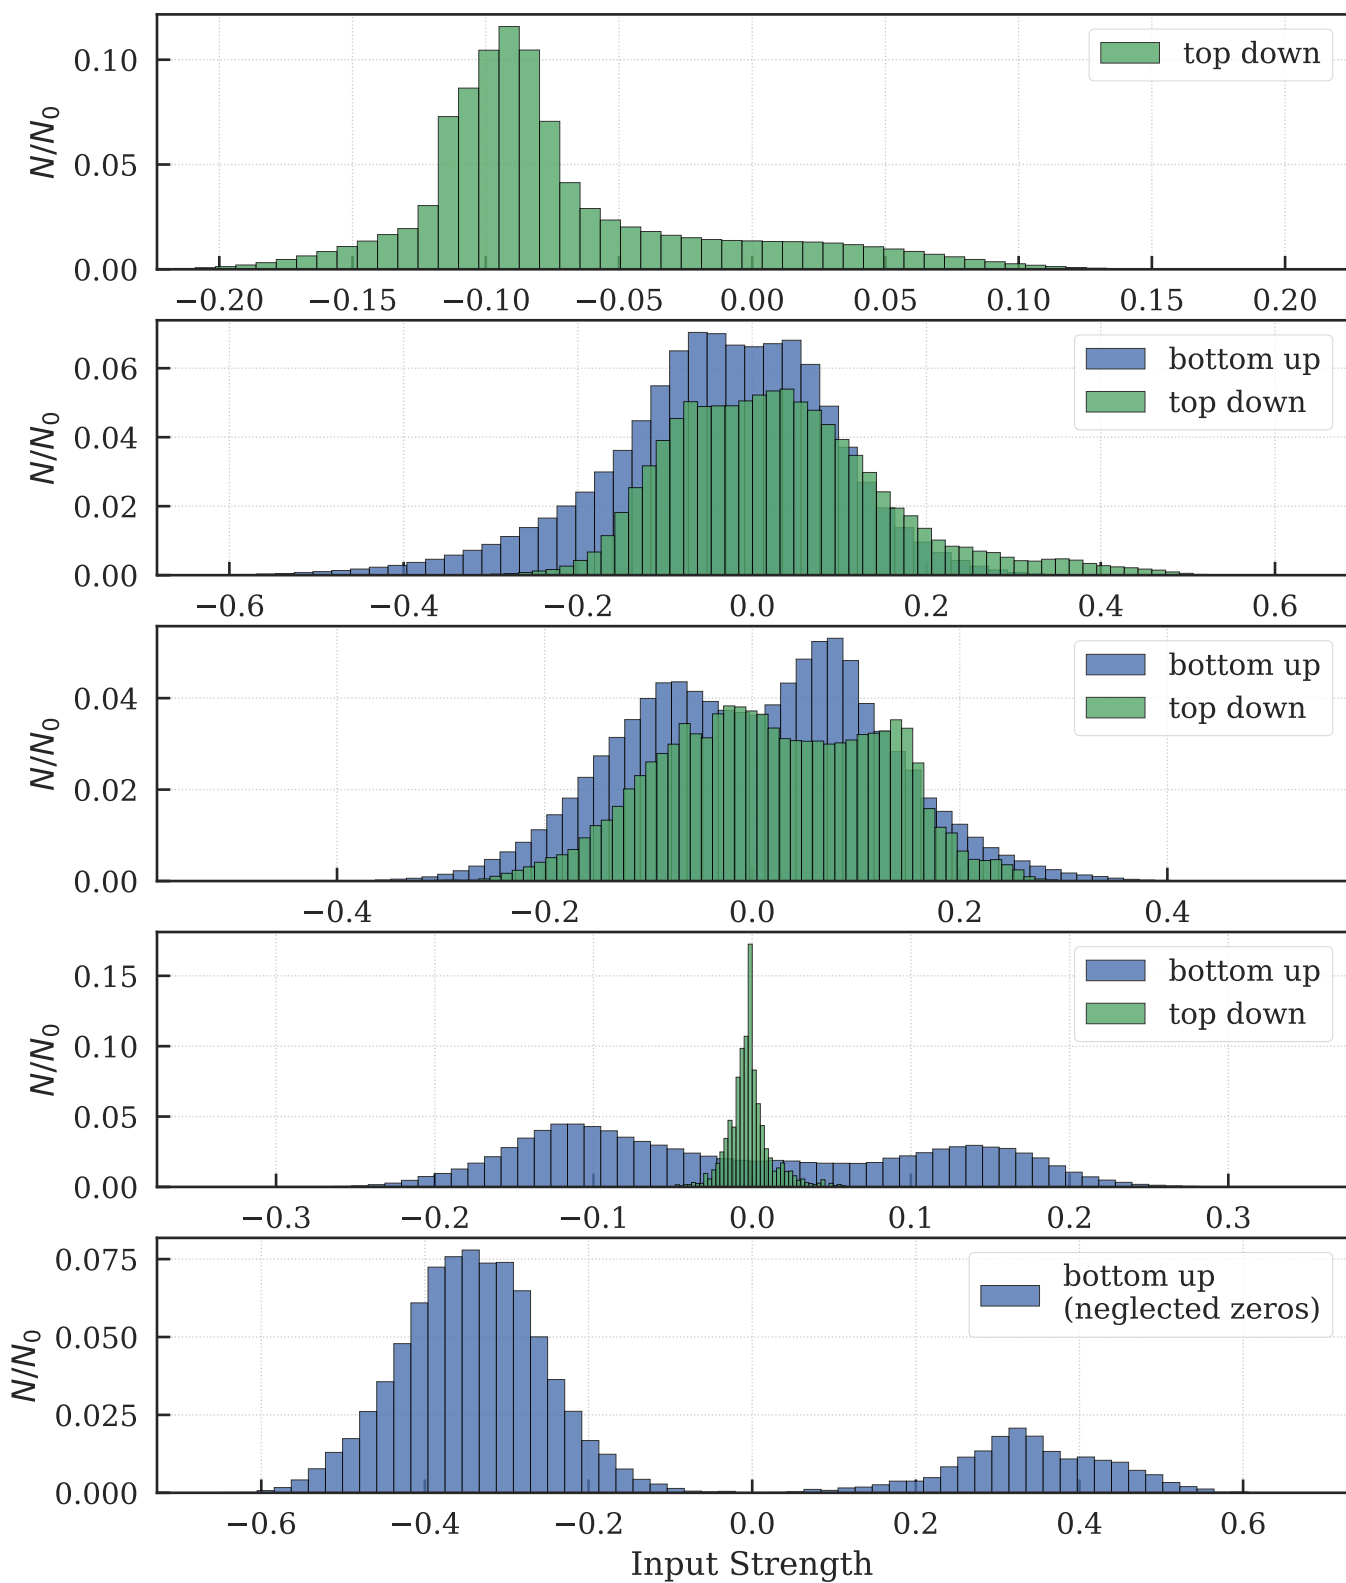 N/N0
0.10
0.05
0.00
top down
−0.20 −0.15 −0.10 −0.05 0.00 0.05 0.10 0.15 0.20
N/N0
0.06
0.04
0.02
0.00
bottom up
top down
−0.6 −0.4 −0.2 0.0 0.2 0.4 0.6
N/N0
0.04
0.02
0.00
bottom up
top down
−0.4 −0.2 0.0 0.2 0.4
N/N0
0.15
0.10
0.05
0.00
bottom up
top down
−0.3 −0.2 −0.1 0.0 0.1 0.2 0.3
N/N0
0.075
0.050
0.025
0.000
bottom up
(neglected zeros)
−0.6 −0.4 −0.2 0.0 0.2 0.4 0.6
Input Strength